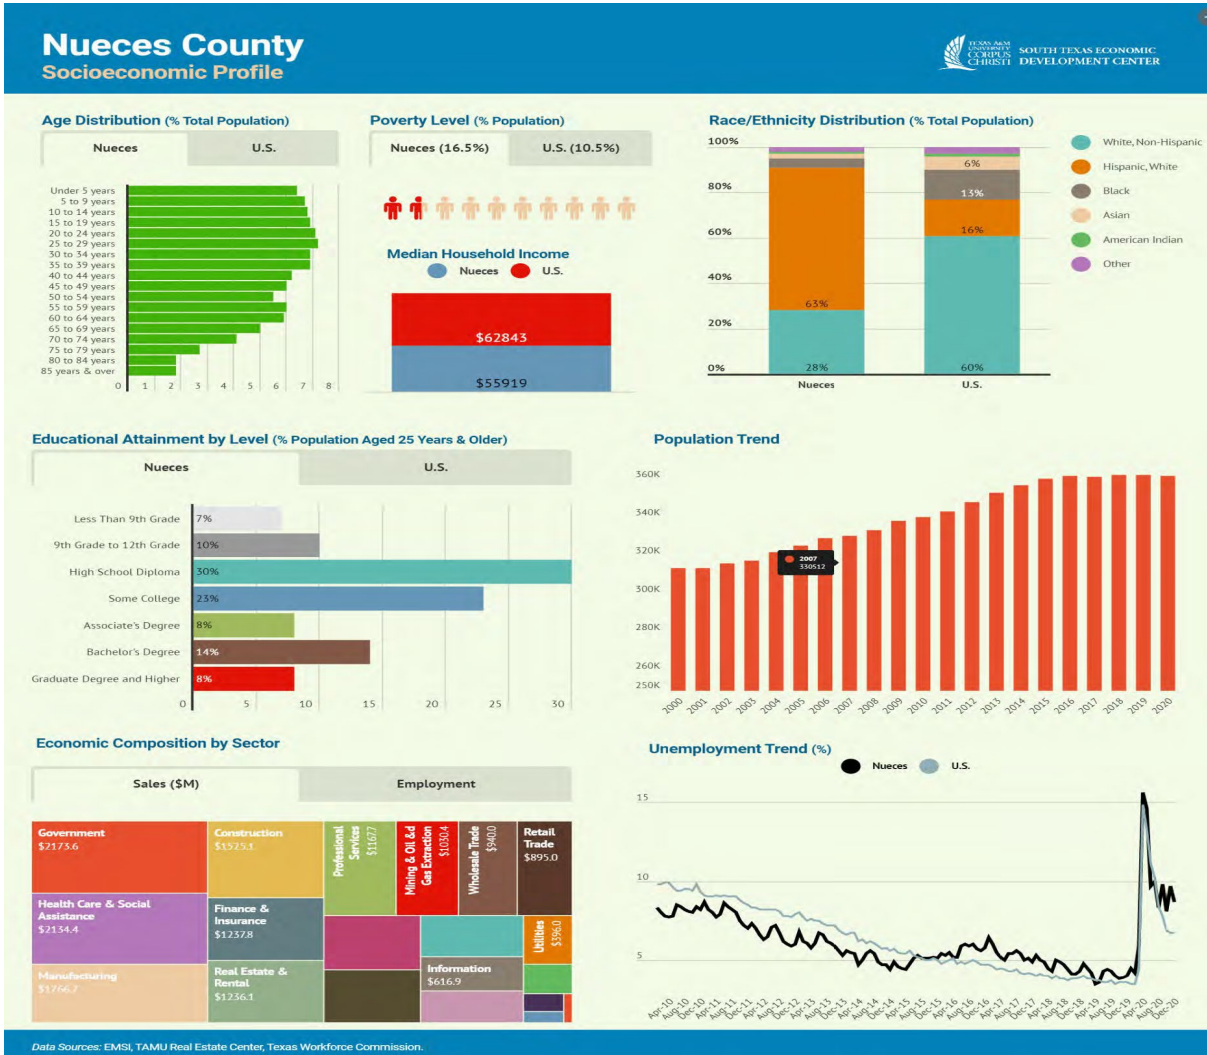 Nueces County
Socioeconomic Profile
TEXAS A&M
UNIVERSITY
CORPUS
CHRISTI
SOUTH TEXAS ECONOMIC
DEVELOPMENT CENTER
Age Distribution (% Total Population)
Nueces
U.S.
Under 5 years
5 to 9 years
10 to 14 years
15 to 19 years
20 to 24 years
25 to 29 years
30 to 34 years
35 to 39 years
40 to 44 years
45 to 49 years
50 to 54 years
55 to 59 years
60 to 64 years
65 to 69 years
70 to 74 years
75 to 79 years
80 to 84 years
85 years & over
0 1 2 3 4 5 6 7 8
Poverty Level (% Population)
Nueces (16.5%)
U.S. (10.5%)
Median Household Income
Nueces
U.S.
$62843
$55919
Race/Ethnicity Distribution (% Total Population)
100%
80%
60%
40%
20%
0%
63%
28%
6%
13%
16%
60%
Nueces
U.S.
White, Non-Hispanic
Hispanic, White
Black
Asian
American Indian
Other
Educational Attainment by Level (% Population Aged 25 Years & Older)
Nueces
U.S.
Less Than 9th Grade 7%
9th Grade to 12th Grade 10%
High School Diploma 30%
Some College 23%
Associate's Degree 8%
Bachelor's Degree 14%
Graduate Degree and Higher 8%
0 5 10 15 20 25 30
Population Trend
360K
340K
320K
300K
280K
260K
250K
2007
330512
2000 2001 2002 2003 2004 2005 2006 2007 2008 2009 2010 2011 2012 2013 2014 2015 2016 2017 2018 2019 2020
Economic Composition by Sector
Sales ($M)
Employment
Government
$2173.6
Health Care & Social
Assistance
$2134.4
Manufacturing
$1766.7
Construction
$1525.1
Finance &
Insurance
$1237.8
Real Estate &
Rental
$1236.1
Professional
Services
$1167.7
Mining & Oil &d
Gas Extraction
$1030.4
Wholesale Trade
$940.0
Retail
Trade
$895.0
Utilities
$396.0
Information
$616.9
Unemployment Trend (%)
Nueces
U.S.
15
10
5
Apr-10 Aug-10 Dec-10 Apr-11 Aug-11 Dec-11 Apr-12 Aug-12 Dec-12 Apr-13 Aug-13 Dec-13 Apr-14 Aug-14 Dec-14 Apr-15 Aug-15 Dec-15 Apr-16 Aug-16 Dec-16 Apr-17 Aug-17 Dec-17 Apr-18 Aug-18 Dec-18 Apr-19 Aug-19 Dec-19 Apr-20 Aug-20 Dec-20
Data Sources: EMSI, TAMU Real Estate Center, Texas Workforce Commission.